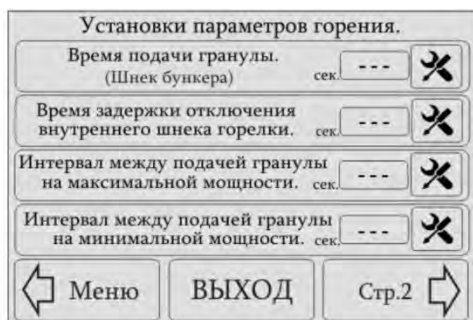 Установки параметров горения.
Время подачи гранулы.
(Шнек бункера)
сек. ---
Время задержки отключения
внутреннего шнека горелки. сек. ---
Интервал между подачей гранулы
на максимальной мощности. сек. ---
Интервал между подачей гранулы
на минимальной мощности. сек. ---
Меню ВЫХОД Стр.2